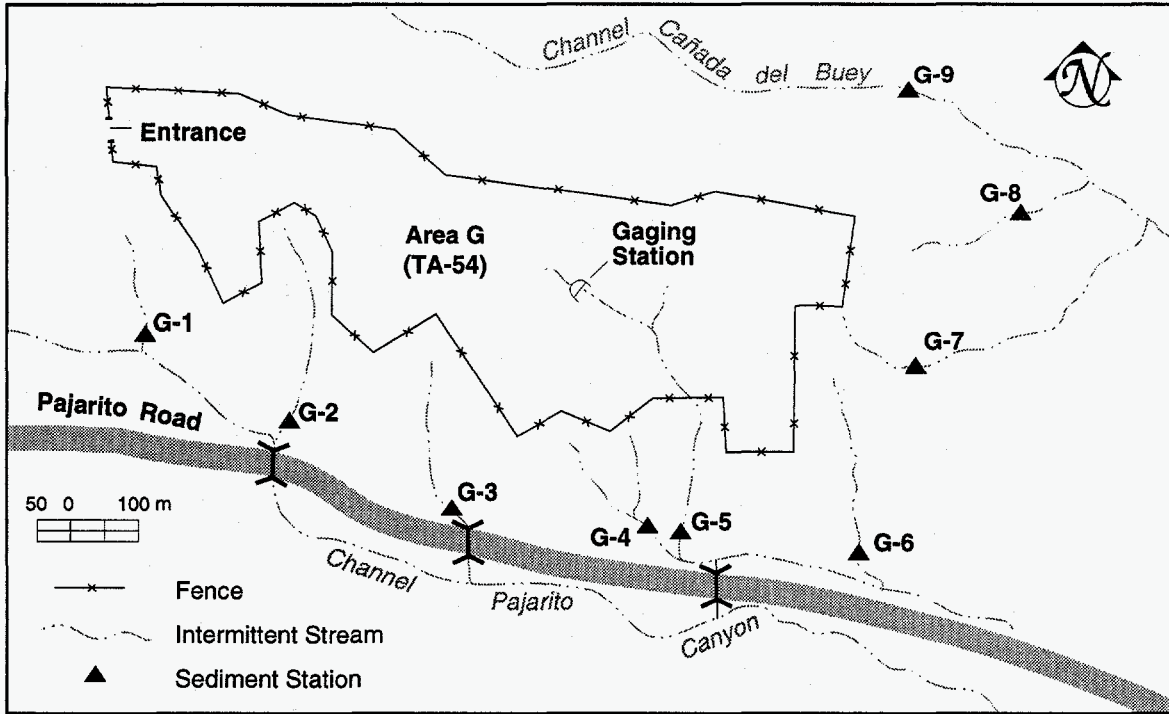 Channel Cañada del Buey
N
G-9
Entrance
G-8
Area G
(TA-54)
Gaging
Station
G-1
G-7
Pajarito Road
G-2
G-3
G-4
G-5
G-6
50 0 100 m
Channel Pajarito Canyon
Fence
Intermittent Stream
Sediment Station